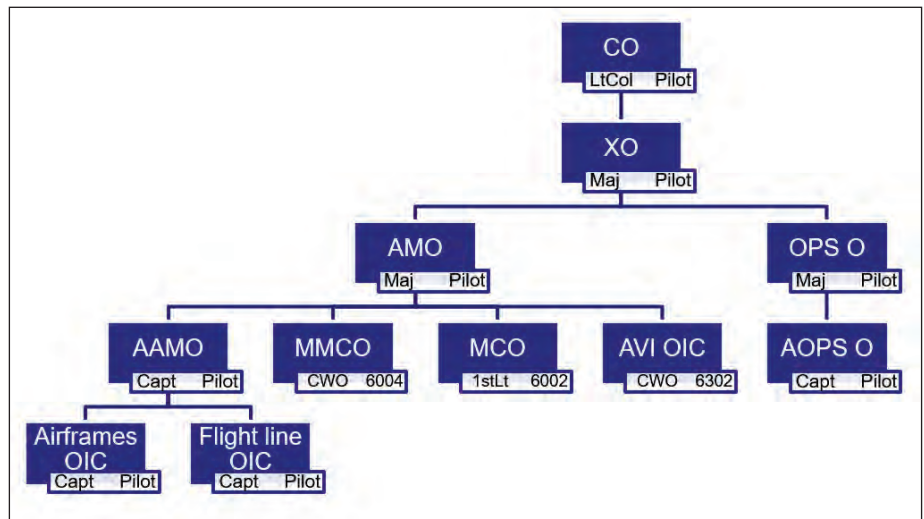 CO
LtCol Pilot
XO
Maj Pilot
AMO
Maj Pilot
OPS O
Maj Pilot
AAMO
Capt Pilot
MMCO
CWO 6004
MCO
1stLt 6002
AVI OIC
CWO 6302
AOPS O
Capt Pilot
Airframes
OIC
Capt Pilot
Flight line
OIC
Capt Pilot